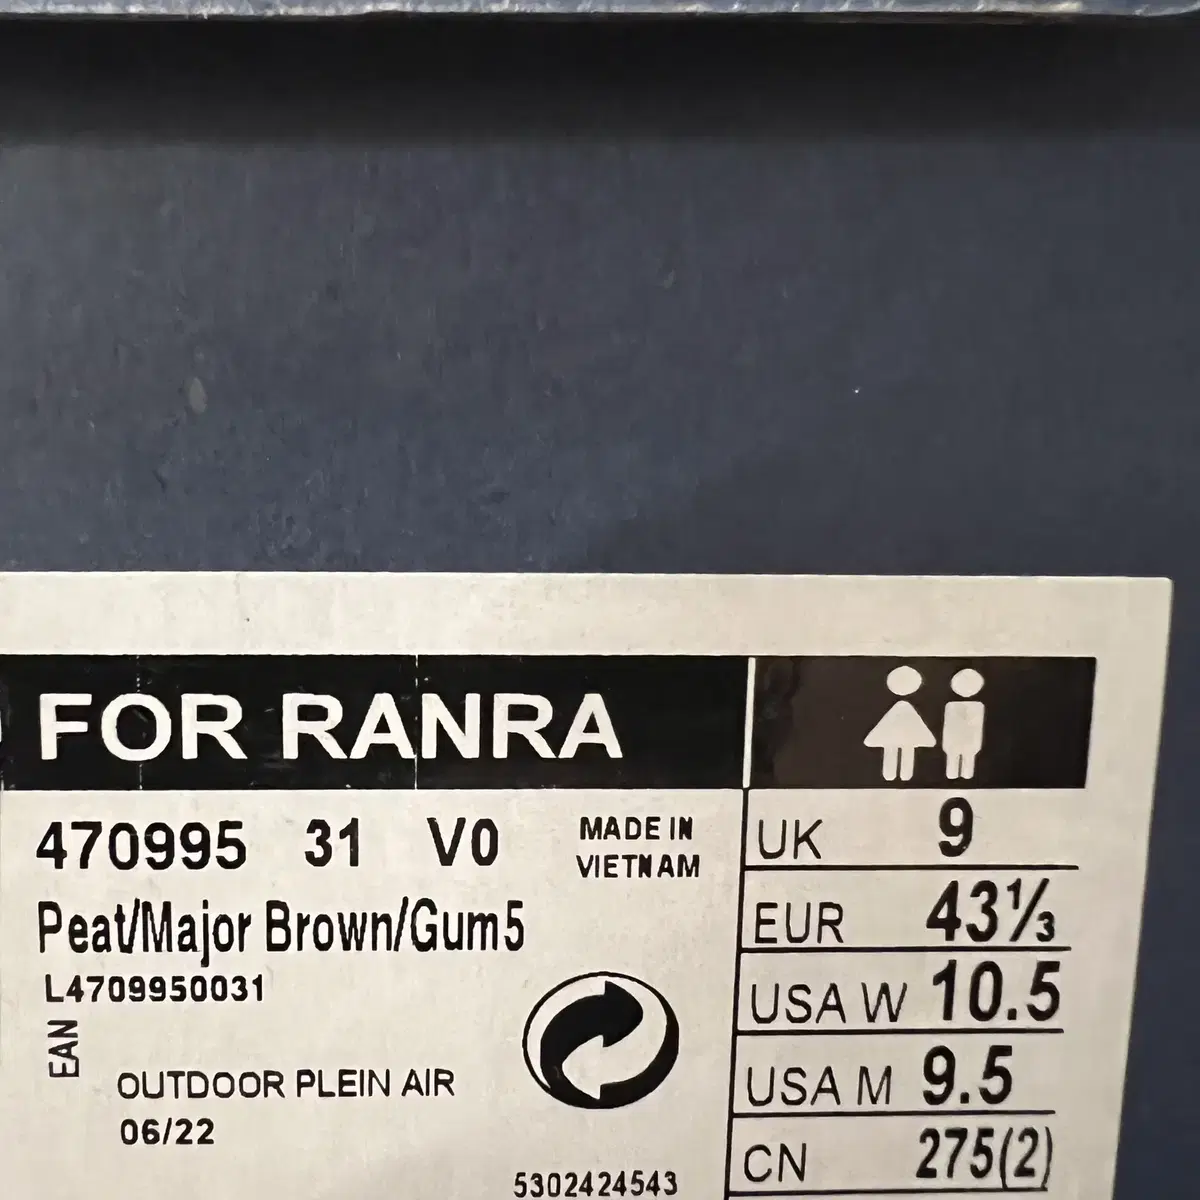 FOR RANRA
470995 31 V0
MADE IN
VIETNAM
Peat/Major Brown/Gum5
L4709950031
EAN
OUTDOOR PLEIN AIR
06/22
5302424543
UK 9
EUR 43⅓
USA W 10.5
USA M 9.5
CN 275(2)